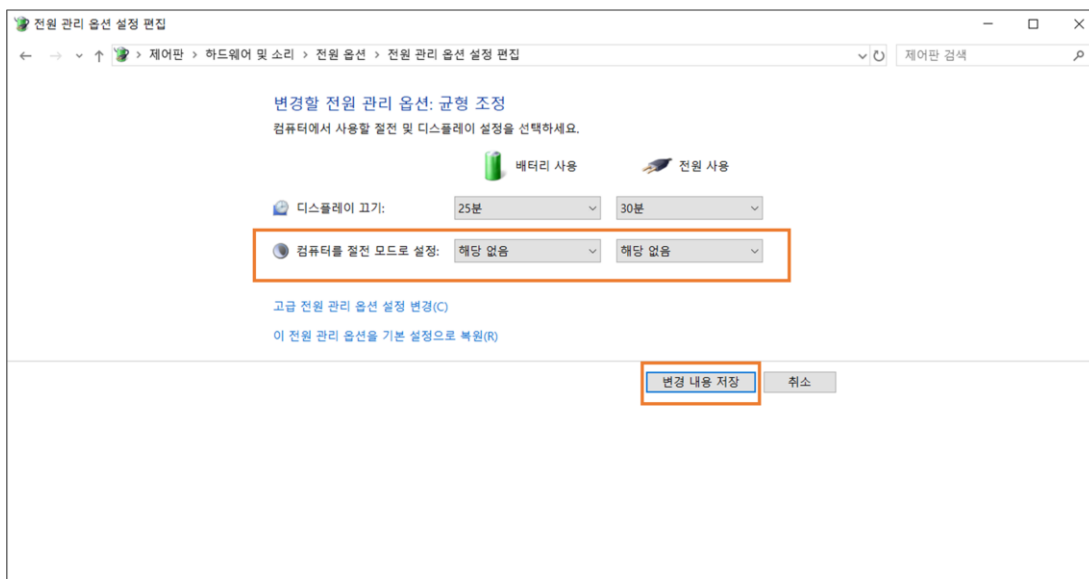 전원 관리 옵션 설정 편집
제어판 > 하드웨어 및 소리 > 전원 옵션 > 전원 관리 옵션 설정 편집
제어판 검색
변경할 전원 관리 옵션: 균형 조정
컴퓨터에서 사용할 절전 및 디스플레이 설정을 선택하세요.
배터리 사용 전원 사용
디스플레이 끄기: 25분 30분
컴퓨터를 절전 모드로 설정: 해당 없음 해당 없음
고급 전원 관리 옵션 설정 변경(C)
이 전원 관리 옵션을 기본 설정으로 복원(R)
변경 내용 저장 취소